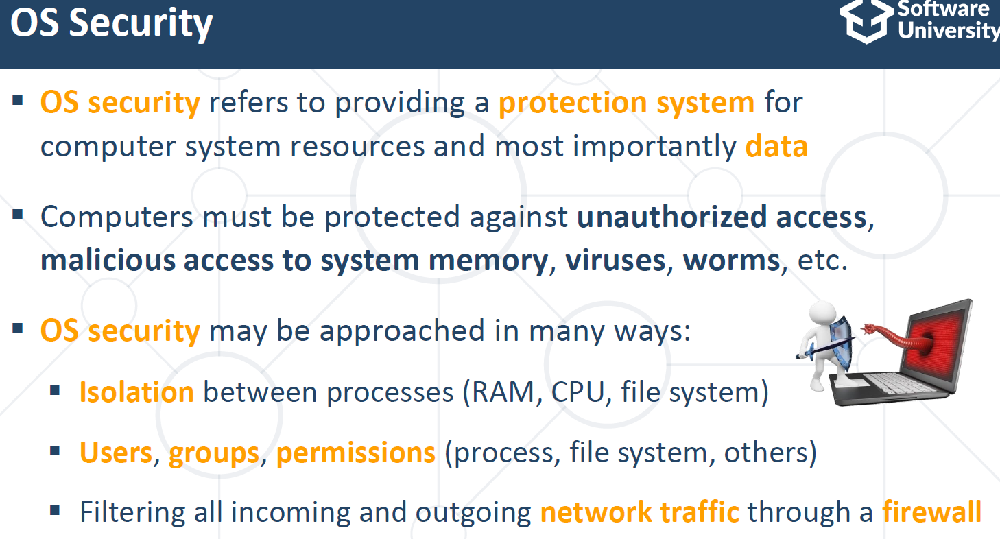 OS Security
Software
University
▪ OS security refers to providing a protection system for
computer system resources and most importantly data
▪ Computers must be protected against unauthorized access,
malicious access to system memory, viruses, worms, etc.
▪ OS security may be approached in many ways:
▪ Isolation between processes (RAM, CPU, file system)
▪ Users, groups, permissions (process, file system, others)
▪ Filtering all incoming and outgoing network traffic through a firewall